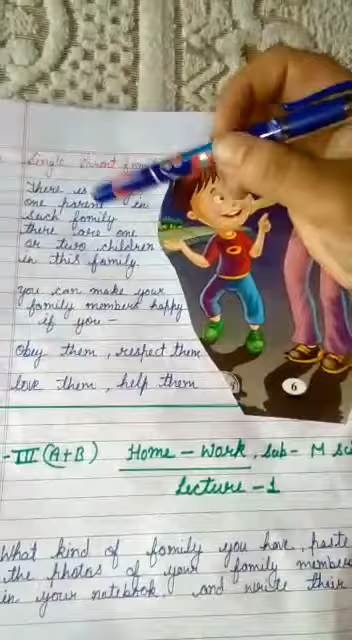 Single Parent
There is
one parent in
such family
there are one
or two children
in this family.
you can make your
family members happy
if you –
Obey them, respect them
love them, help them
-III (A+B) Home - Work, Sub- M Sci
Lecture - 1
What kind of family you have, paste
the photos of your family members
in your notebook. and write their
6